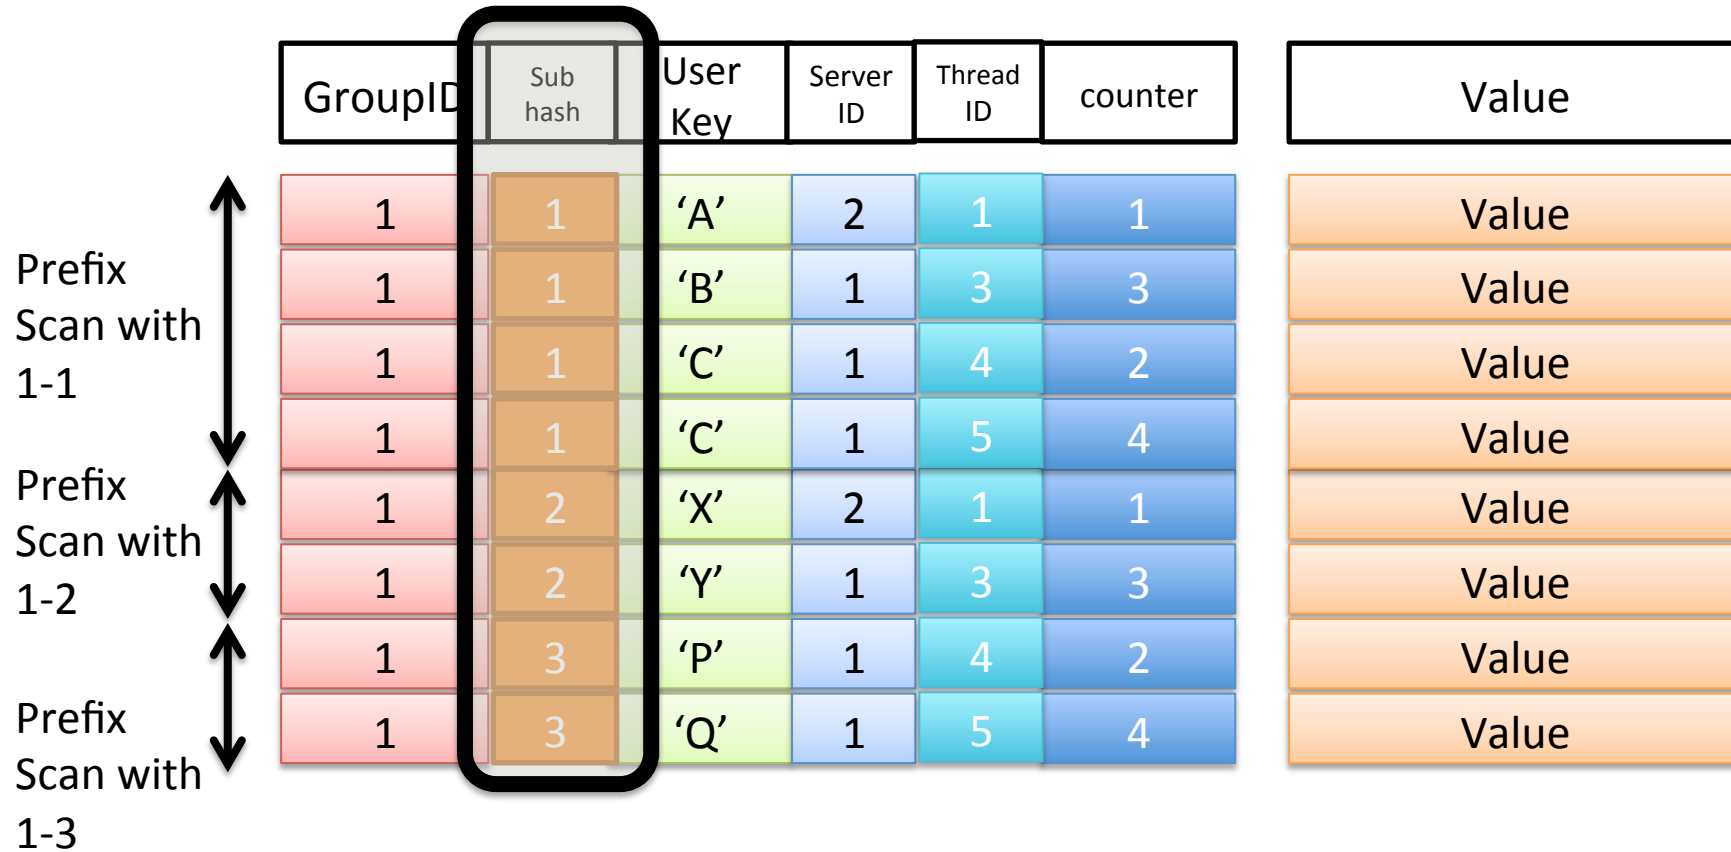 GroupID Sub hash User Key Server ID Thread ID counter Value
1 1 ‘A’ 2 1 1 Value
1 1 ‘B’ 1 3 3 Value
1 1 ‘C’ 1 4 2 Value
1 1 ‘C’ 1 5 4 Value
1 2 ‘X’ 2 1 1 Value
1 2 ‘Y’ 1 3 3 Value
1 3 ‘P’ 1 4 2 Value
1 3 ‘Q’ 1 5 4 Value
Prefix
Scan with
1-1
Prefix
Scan with
1-2
Prefix
Scan with
1-3